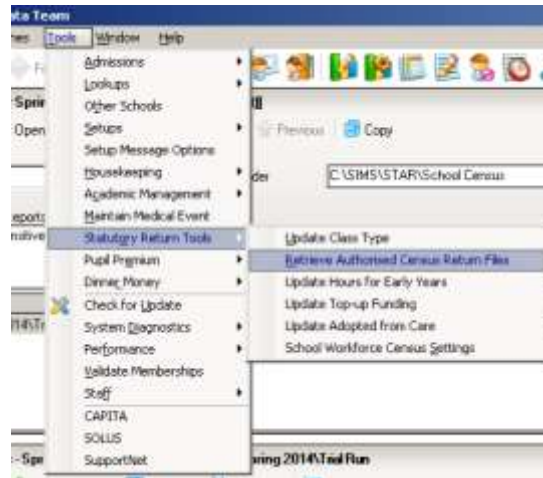 ata Team
nes Tools Window Help
Admissions
Lookups
Other Schools
Setups
Setup Message Options
Housekeeping
Academic Management
Maintain Medical Event
Statutory Return Tools
Pupil Premium
Dinner Money
Check for Update
System Diagnostics
Performance
Validate Memberships
Staff
CAPITA
SOLUS
SupportNet
Update Class Type
Retrieve Authorised Census Return Files
Update Hours for Early Years
Update Top-up Funding
Update Adopted from Care
School Workforce Census Settings
Sprin
Open
Previous Copy
der C:\SIMS\STAR\School Census
eports
- Spr
pring 2014\Trial Run